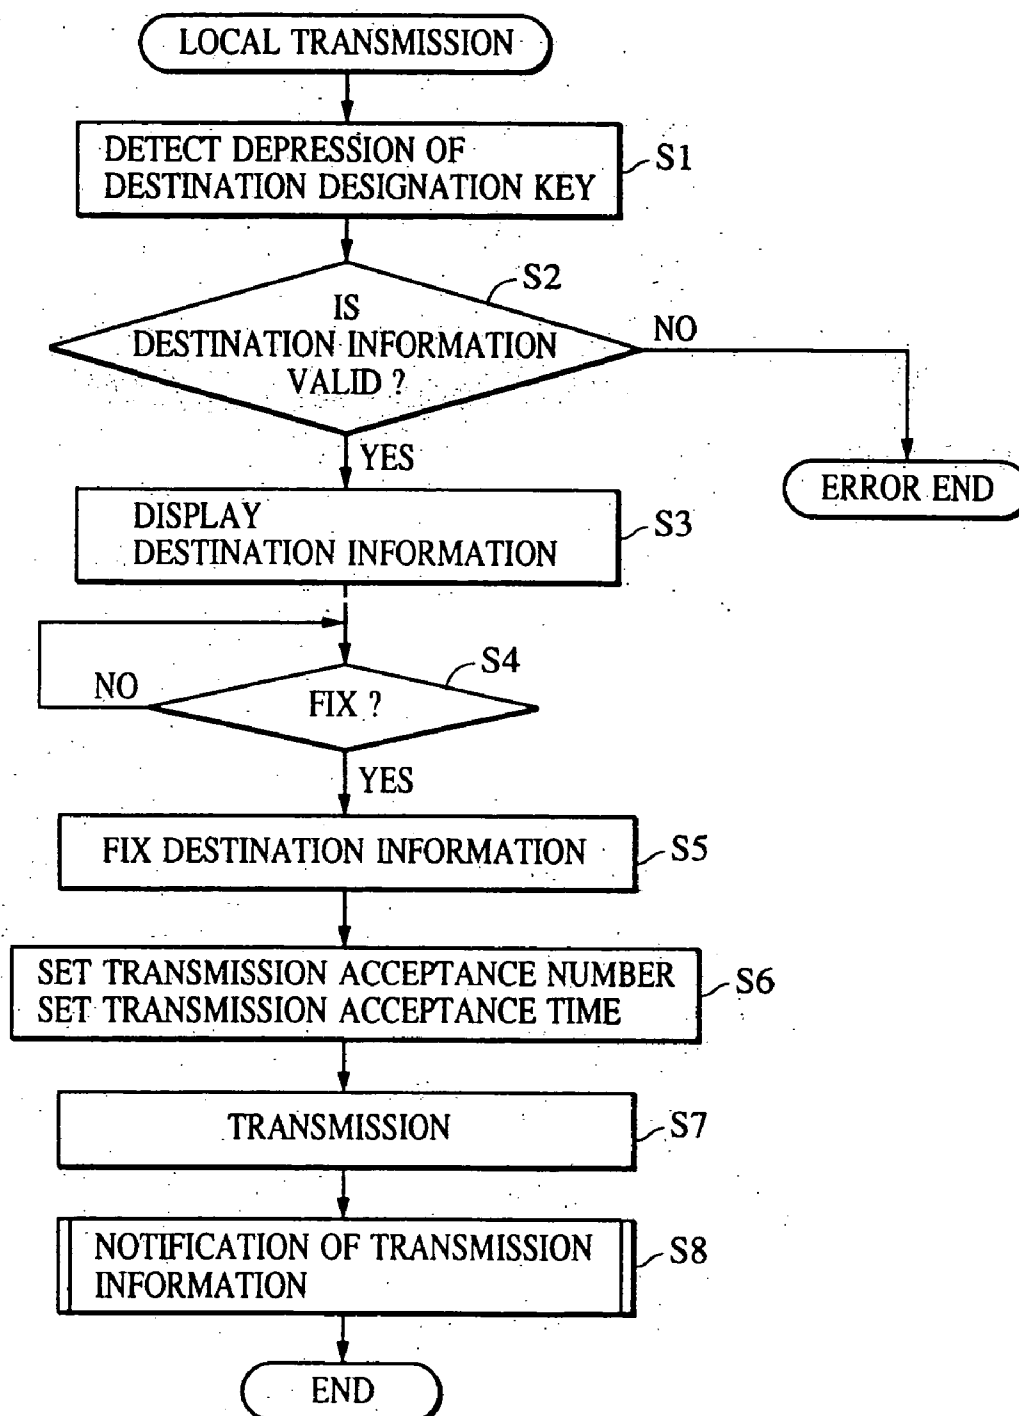 LOCAL TRANSMISSION
DETECT DEPRESSION OF
DESTINATION DESIGNATION KEY
S1
S2
IS
DESTINATION INFORMATION
VALID ?
NO
YES
ERROR END
DISPLAY
DESTINATION INFORMATION
S3
S4
NO
FIX ?
YES
FIX DESTINATION INFORMATION
S5
SET TRANSMISSION ACCEPTANCE NUMBER
SET TRANSMISSION ACCEPTANCE TIME
S6
TRANSMISSION
S7
NOTIFICATION OF TRANSMISSION
INFORMATION
S8
END